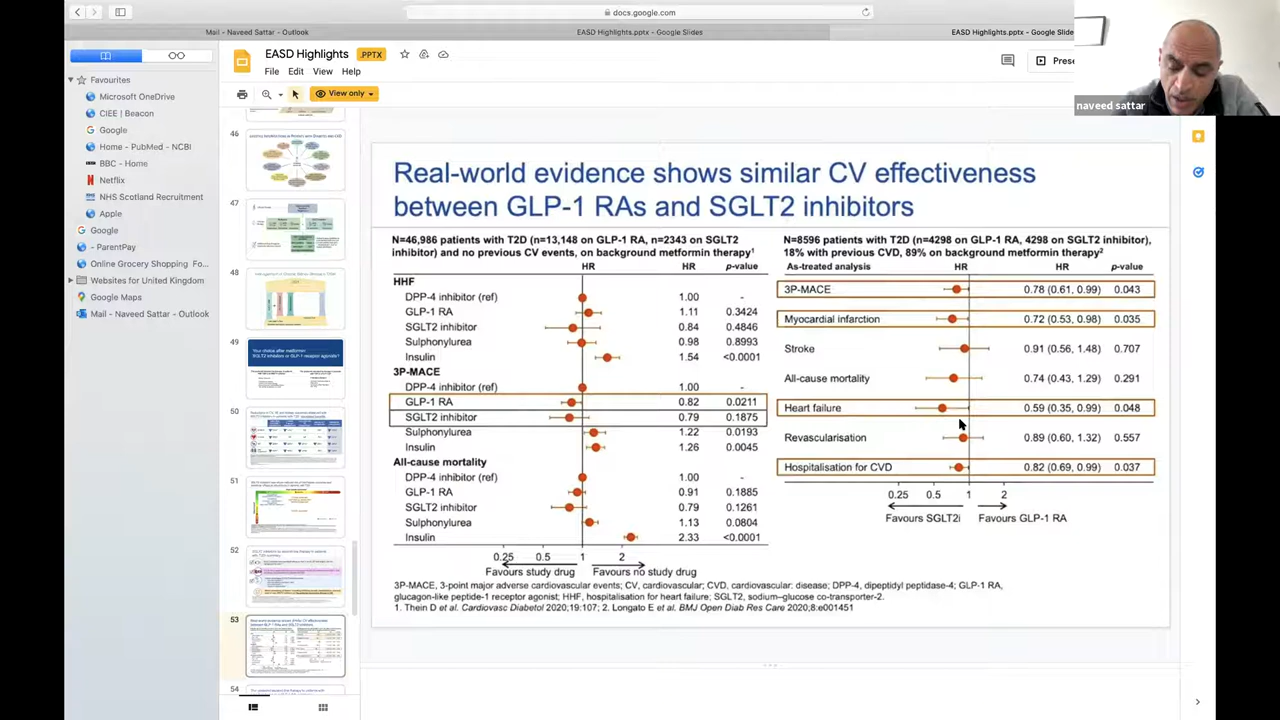 docs.google.com
Mail - Naveed Sattar - Outlook
EASD Highlights.pptx - Google Slides
EASD Highlights.pptx - Google Slide
EASD Highlights
.PPTX
File Edit View Help
View only
Prese
naveed sattar
Favourites
Microsoft OneDrive
CIEE | Beacon
Google
Home - PubMed - NCBI
BBC - Home
Netflix
NHS Scotland Recruitment
Apple
Google
- ParentPay
Online Grocery Shopping Fo...
Websites for United Kingdom
Google Maps
Mail - Naveed Sattar - Outlook
46
47
48
49
Your choice after metformin:
SGLT2 inhibitors or GLP-1 receptor agonists?
50
51
52
53
54
Real-world evidence shows similar CV effectiveness
between GLP-1 RAs and SGLT2 inhibitors
N=46,986 patients with T2D (n=13,148 on GLP-1 RA, n=2343 on SGLT2
inhibitor) and no previous CV events, on background metformin therapy¹
HR HR p-value
HHF
DPP-4 inhibitor (ref) 1.00 -
GLP-1 RA 1.11 0.3424
SGLT2 inhibitor 0.84 0.4846
Sulphonylurea 0.98 0.8993
Insulin 1.54 <0.0001
3P-MACE
DPP-4 inhibitor (ref) 1.00
GLP-1 RA 0.82 0.0211
SGLT2 inhibitor 0.79
Sulphonylurea
Insulin 1.26 0.0045
All-cause mortality
DPP-4 inhibitor (ref) 1.00
GLP-1 RA 0.91
SGLT2 inhibitor 0.79 0.1261
Sulphonylurea 1.13 0.0804
Insulin 2.33 <0.0001
0.25 0.5 2
Favours study drug Favours no study drug
N=8596 patients with T2D (n=4298 on GLP-1 RA, 4298 on SGLT2 inhibitor),
18% with previous CVD, 89% on background metformin therapy²
As-treated analysis HR HR p-value
3P-MACE 0.78 (0.61, 0.99) 0.043
Myocardial infarction 0.72 (0.53, 0.98) 0.035
Stroke 0.91 (0.56, 1.48)
All-cause mortality 0.74 (0.43, 1.29) 0.291
Heart failure 0.59 (0.35, 0.99) 0.048
Revascularisation 0.89 (0.60, 1.32) 0.557
Hospitalisation for CVD 0.82 (0.69, 0.99) 0.037
0.25 0.5 2
Favours SGLT2i Favours GLP-1 RA
3P-MACE, 3-point major adverse cardiovascular events; CV, cardiovascular; CVD, cardiovascular disease; DPP-4, dipeptidyl peptidase-4; GLP-1 RA,
glucagon-like peptide-1 receptor agonist; HHF, hospitalisation for heart failure; SGLT2, sodium–glucose co-transporter-2.
1. Thein D et al. Cardiovasc Diabetol 2020;19:107; 2. Longato E et al. BMJ Open Diab Res Care 2020;8:e001451